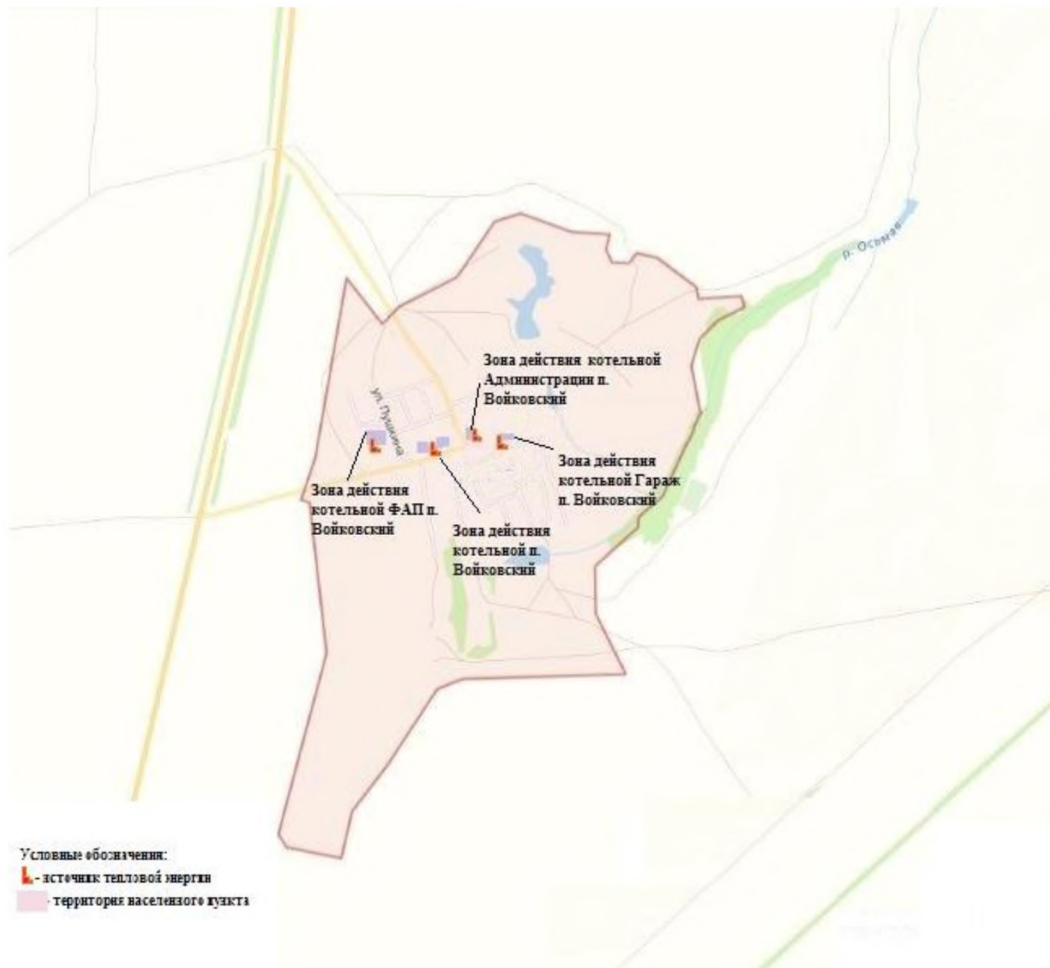 р. Осьмая
Зона действия котельной
Администрации п.
Войковский
ул. Пушкина
Зона действия
котельной Гараж
п. Войковский
Зона действия
котельной ФАП п.
Войковский
Зона действия
котельной п.
Войковский
Условные обозначения:
- источник тепловой энергии
- территория населенного пункта